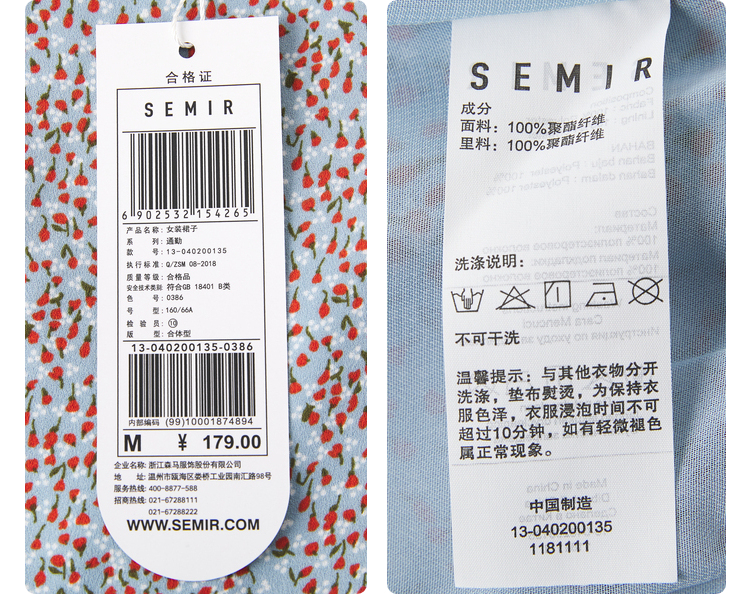 合格证
SEMIR
6 902532 154265
产品名称: 女装裙子
系 列: 通勤
款 号: 13-040200135
执行标准: Q/ZSM 08-2018
质量等级: 合格品
安全技术类别 符合GB 18401 B类
色 号: 0386
号 型: 160/66A
检 验 员: ⑩
版 型: 合体型
13-040200135-0386
内部编码 (99)10001874894
M ¥ 179.00
企业名称: 浙江森马服饰股份有限公司
地 址: 温州市瓯海区娄桥工业园南汇路98号
服务热线: 400-8877-588
招商热线: 021-67288111
021-67288222
WWW.SEMIR.COM
SEMIR
成分
面料: 100%聚酯纤维
里料: 100%聚酯纤维
洗涤说明:
不可干洗
温馨提示: 与其他衣物分开
洗涤, 垫布熨烫, 为保持衣
服色泽, 衣服浸泡时间不可
超过10分钟, 如有轻微褪色
属正常现象。
中国制造
13-040200135
1181111